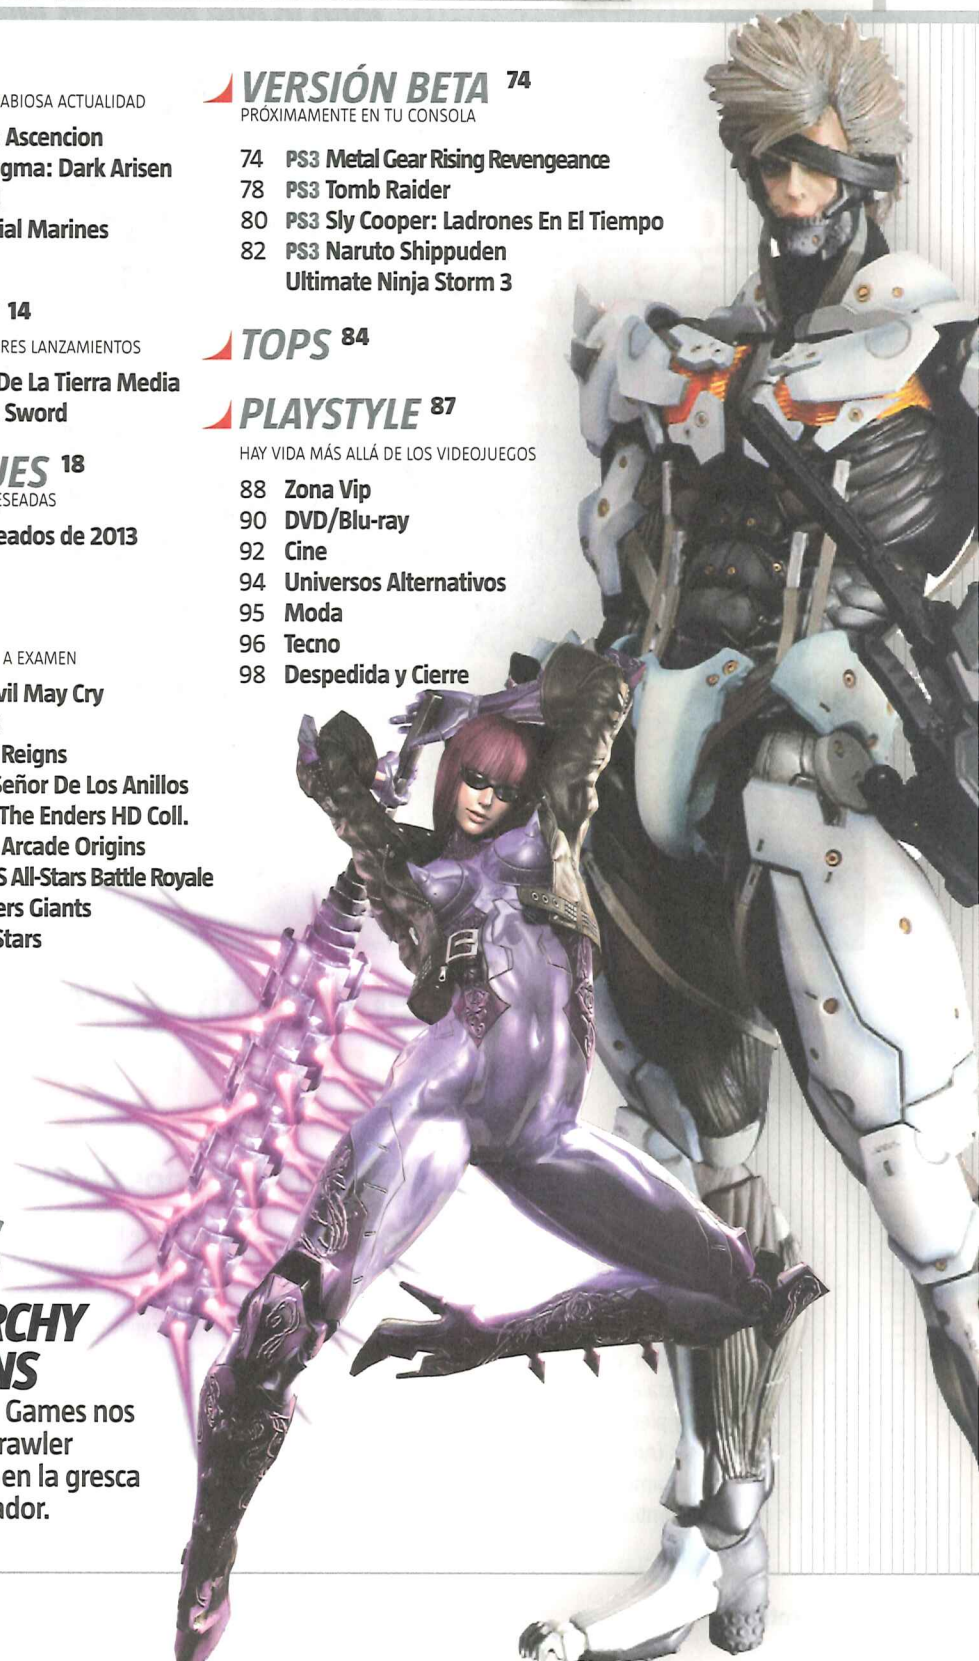 ABIOSA ACTUALIDAD
Ascencion
gma: Dark Arisen
ial Marines
14
RES LANZAMIENTOS
De La Tierra Media
Sword
UES 18
ESEADAS
eados de 2013
A EXAMEN
vil May Cry
Reigns
Señor De Los Anillos
The Enders HD Coll.
Arcade Origins
S All-Stars Battle Royale
ers Giants
Stars
RCHY
NS
Games nos
rawler
en la gresca
ador.
VERSIÓN BETA 74
PRÓXIMAMENTE EN TU CONSOLA
74 PS3 Metal Gear Rising Revengeance
78 PS3 Tomb Raider
80 PS3 Sly Cooper: Ladrones En El Tiempo
82 PS3 Naruto Shippuden
Ultimate Ninja Storm 3
TOPS 84
PLAYSTYLE 87
HAY VIDA MÁS ALLÁ DE LOS VIDEOJUEGOS
88 Zona Vip
90 DVD/Blu-ray
92 Cine
94 Universos Alternativos
95 Moda
96 Tecno
98 Despedida y Cierre